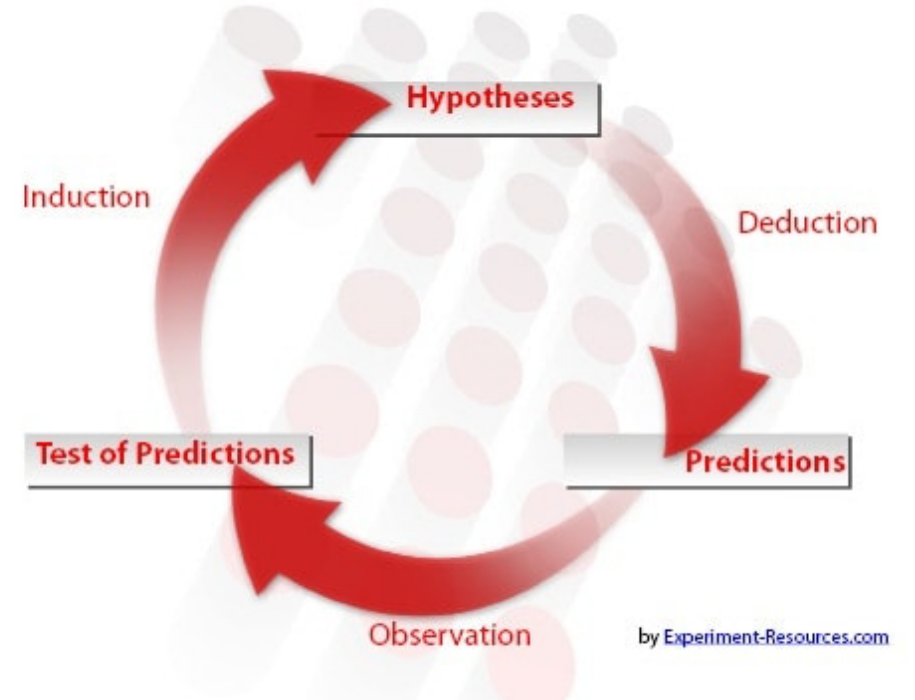 Hypotheses
Induction
Deduction
Test of Predictions
Predictions
Observation
by Experiment-Resources.com